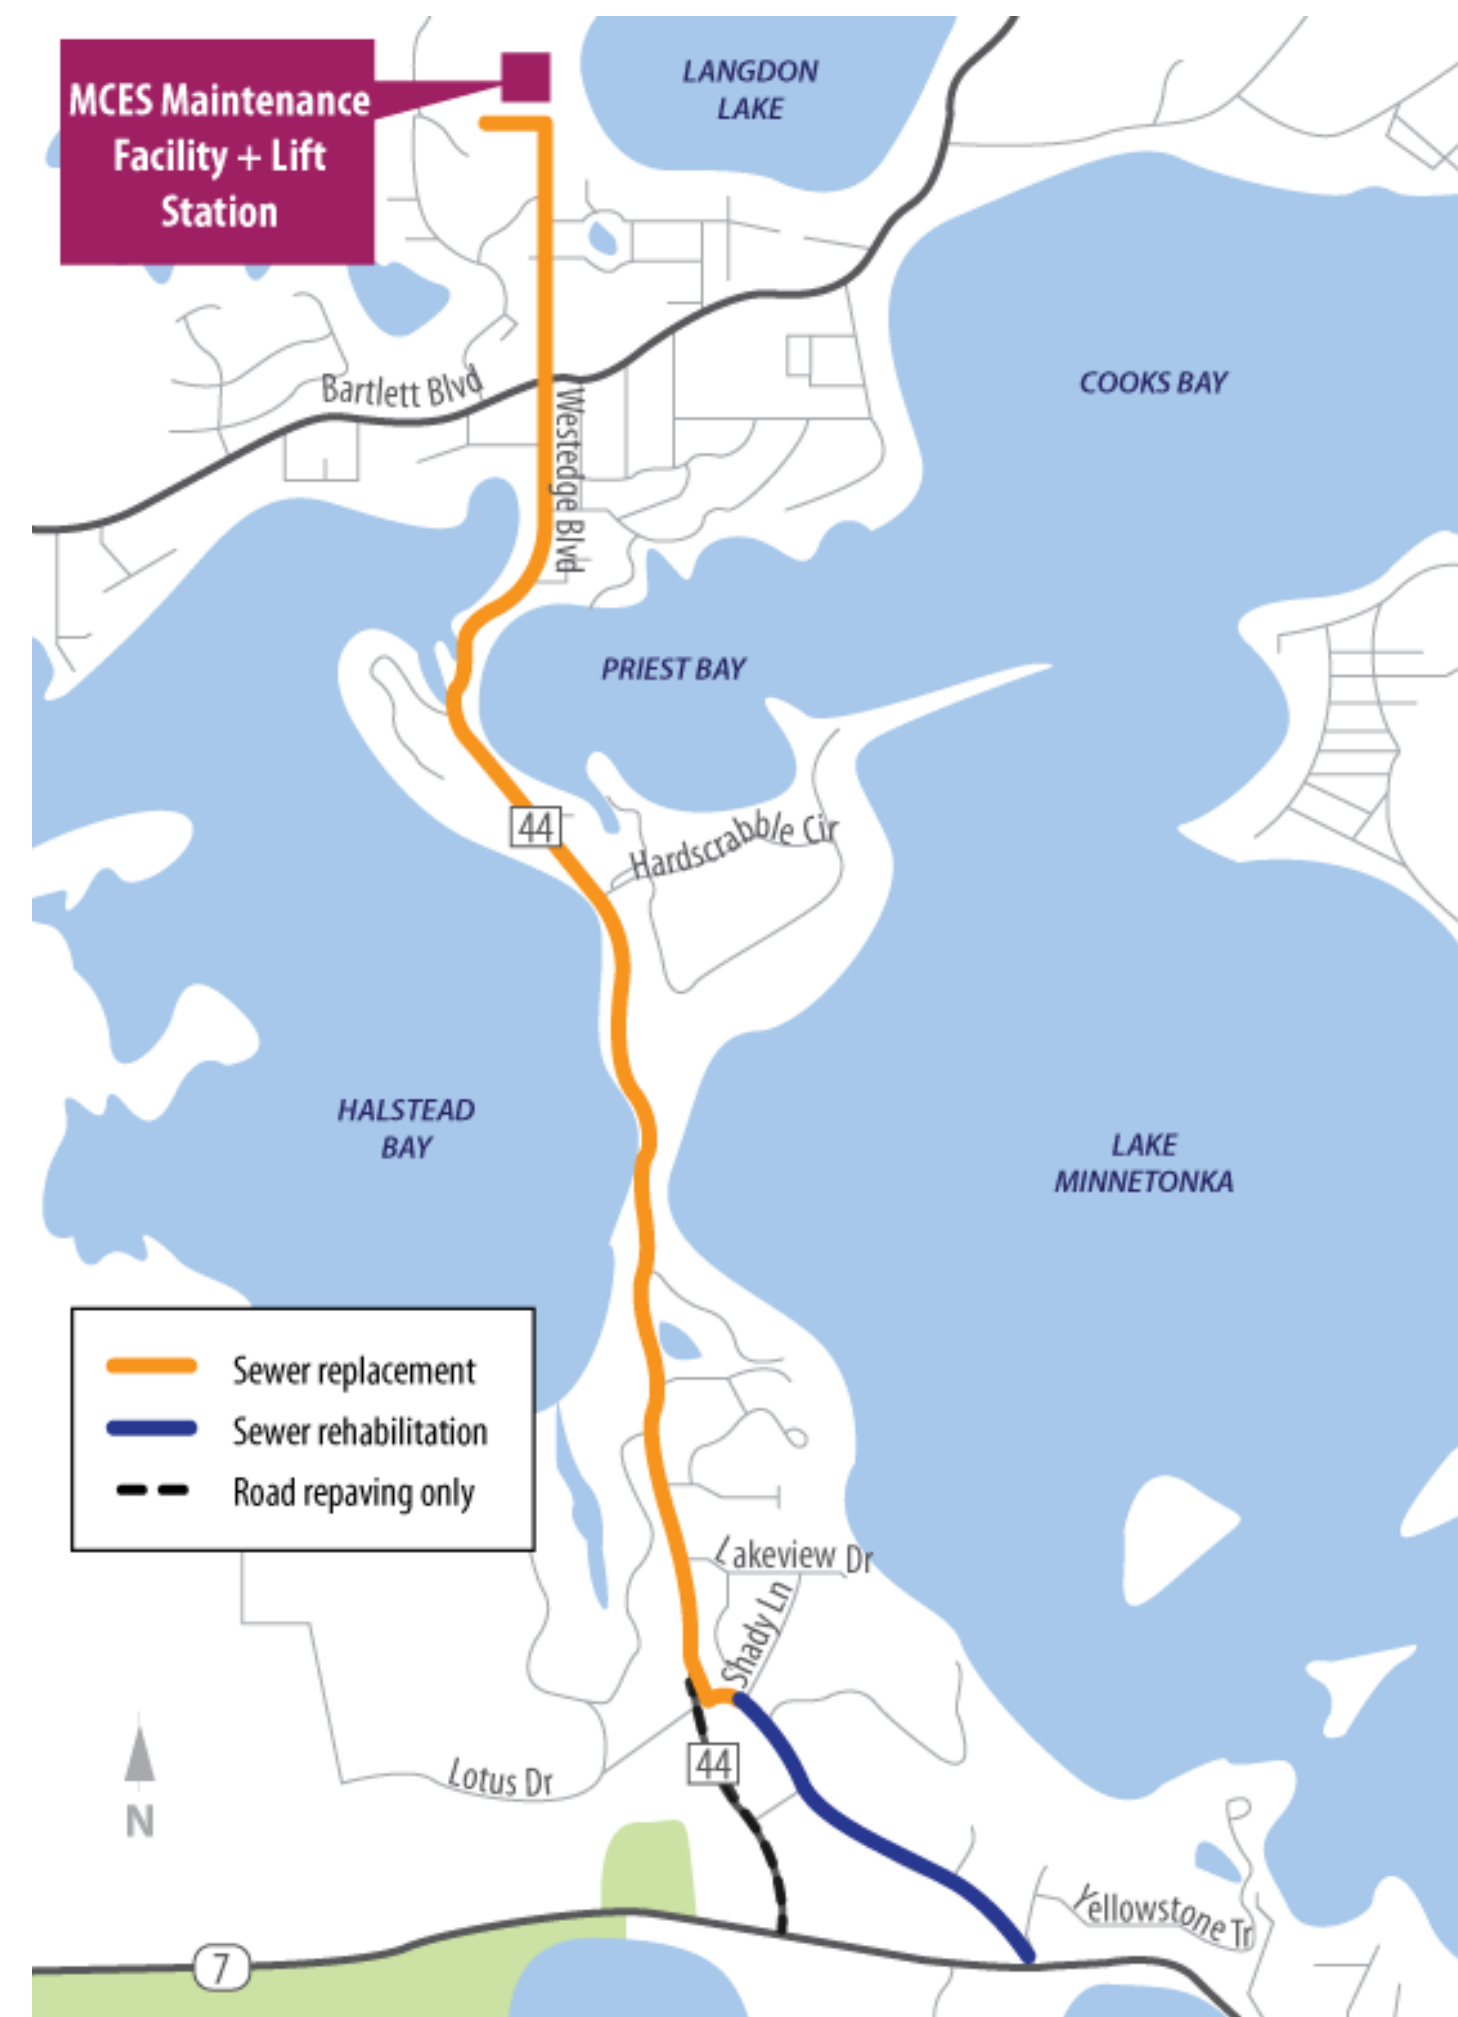 MCES Maintenance
Facility + Lift
Station
LANGDON
LAKE
COOKS BAY
Bartlett Blvd
Westedge Blvd
PRIEST BAY
44
Hardscrabble Cir
HALSTEAD
BAY
LAKE
MINNETONKA
Sewer replacement
Sewer rehabilitation
Road repaving only
Lakeview Dr
Shady Ln
44
Lotus Dr
N
Yellowstone Tr
7